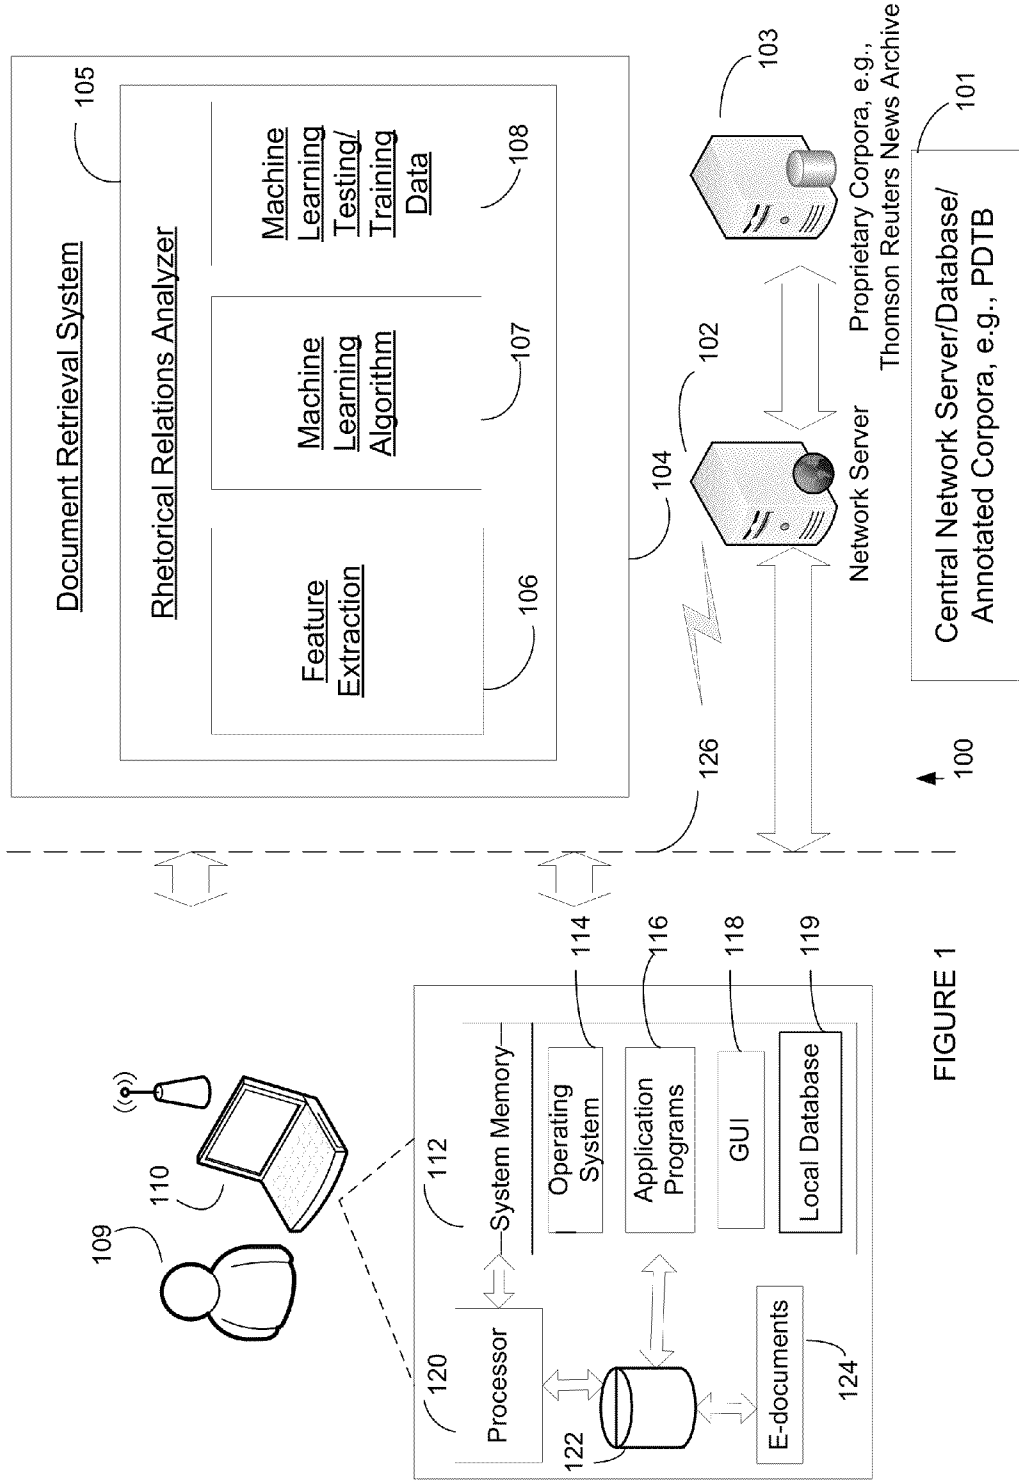 109
110
120
Processor
112
System Memory
Operating
System
114
Application
Programs
116
GUI
118
Local Database
119
122
E-documents
124
FIGURE 1
Document Retrieval System
105
Rhetorical Relations Analyzer
Feature
Extraction
106
Machine
Learning
Algorithm
107
Machine
Learning
Testing/
Training
Data
108
104
126
102
Network Server
103
Proprietary Corpora, e.g.,
Thomson Reuters News Archive
100
101
Central Network Server/Database/
Annotated Corpora, e.g., PDTB